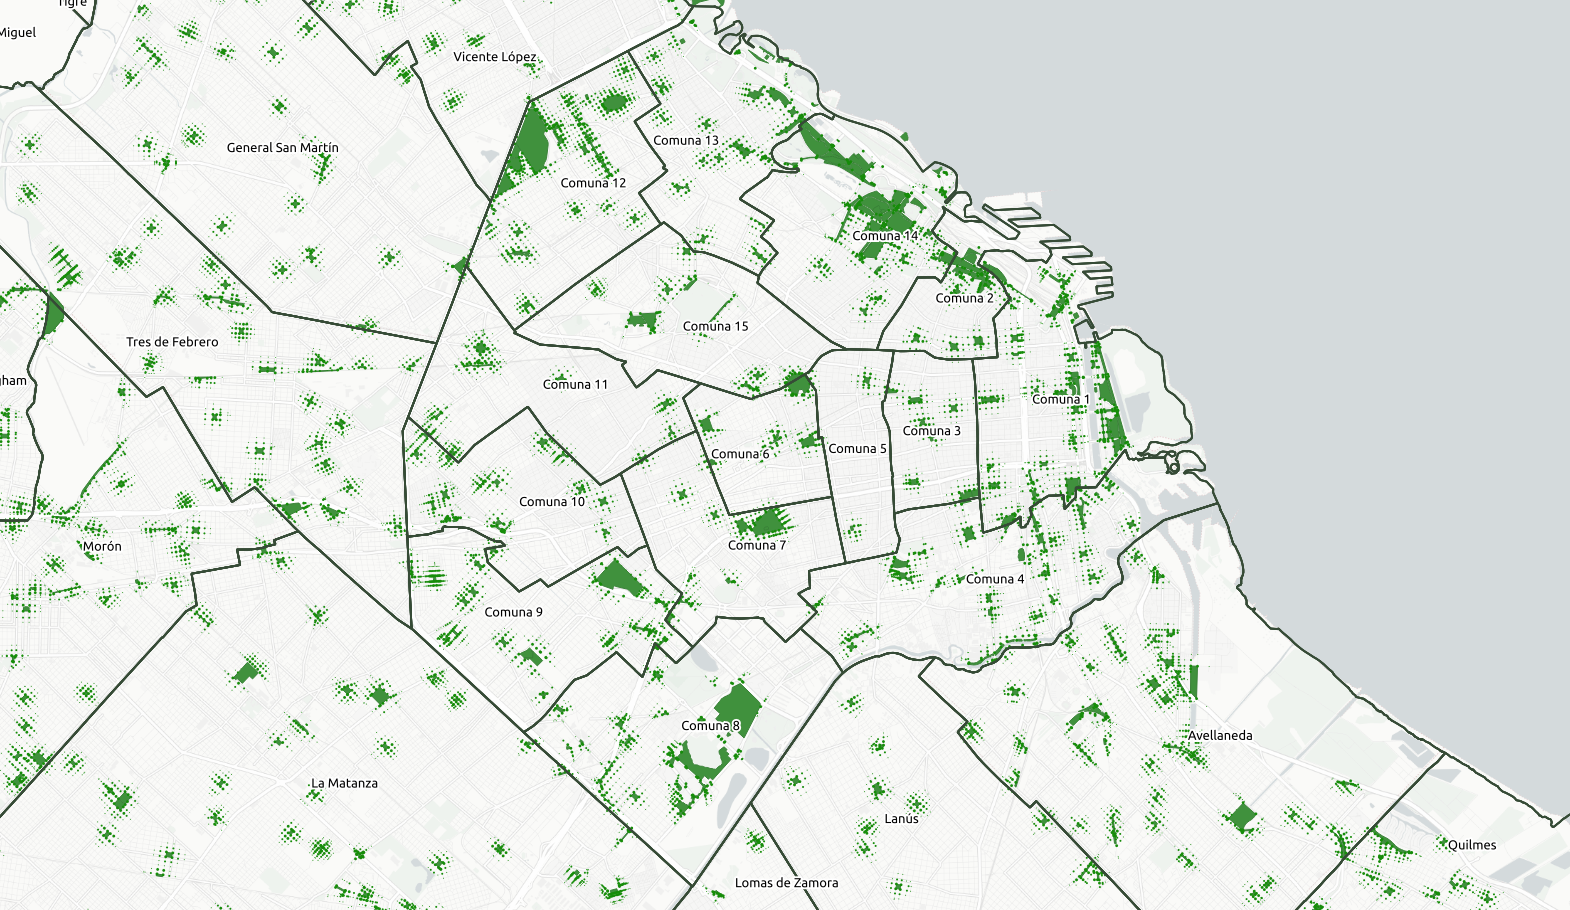 Tigre
Miguel
Vicente López
General San Martín
Comuna 13
Comuna 12
Comuna 14
Comuna 2
Comuna 15
Tres de Febrero
gham
Comuna 11
Comuna 1
Comuna 3
Comuna 6
Comuna 5
Comuna 10
Morón
Comuna 7
Comuna 4
Comuna 9
Comuna 8
Avellaneda
La Matanza
Lanús
Quilmes
Lomas de Zamora